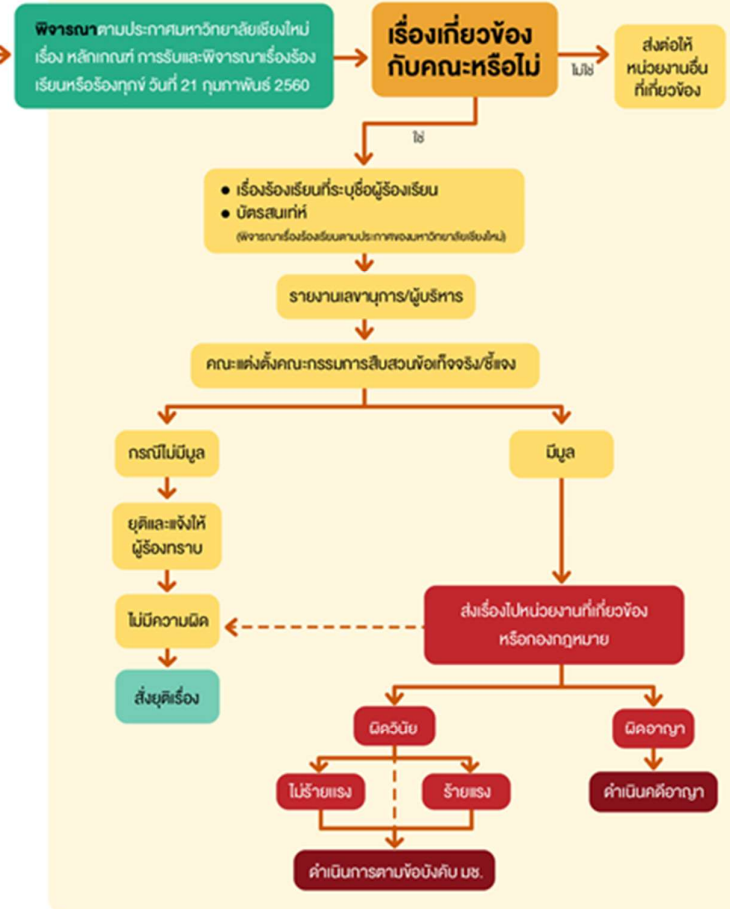 พิจารณาตามประกาศมหาวิทยาลัยเชียงใหม่
เรื่อง หลักเกณฑ์ การรับและพิจารณาเรื่องร้อง
เรียนหรือร้องทุกข์ วันที่ 21 กุมภาพันธ์ 2560
เรื่องเกี่ยวข้อง
กับคณะหรือไม่
ไม่ใช่
ส่งต่อให้
หน่วยงานอื่น
ที่เกี่ยวข้อง
ใช่
● เรื่องร้องเรียนที่ระบุชื่อผู้ร้องเรียน
● บัตรสนเท่ห์
(พิจารณาเรื่องร้องเรียนตามประกาศของมหาวิทยาลัยเชียงใหม่)
รายงานเลขานุการ/ผู้บริหาร
คณะแต่งตั้งคณะกรรมการสืบสวนข้อเท็จจริง/ชี้แจง
กรณีไม่มีมูล
มีมูล
ยุติและแจ้งให้
ผู้ร้องทราบ
ไม่มีความผิด
ส่งเรื่องไปหน่วยงานที่เกี่ยวข้อง
หรือกองกฎหมาย
สั่งยุติเรื่อง
ผิดวินัย
ผิดอาญา
ไม่ร้ายแรง
ร้ายแรง
ดำเนินคดีอาญา
ดำเนินการตามข้อบังคับ มช.